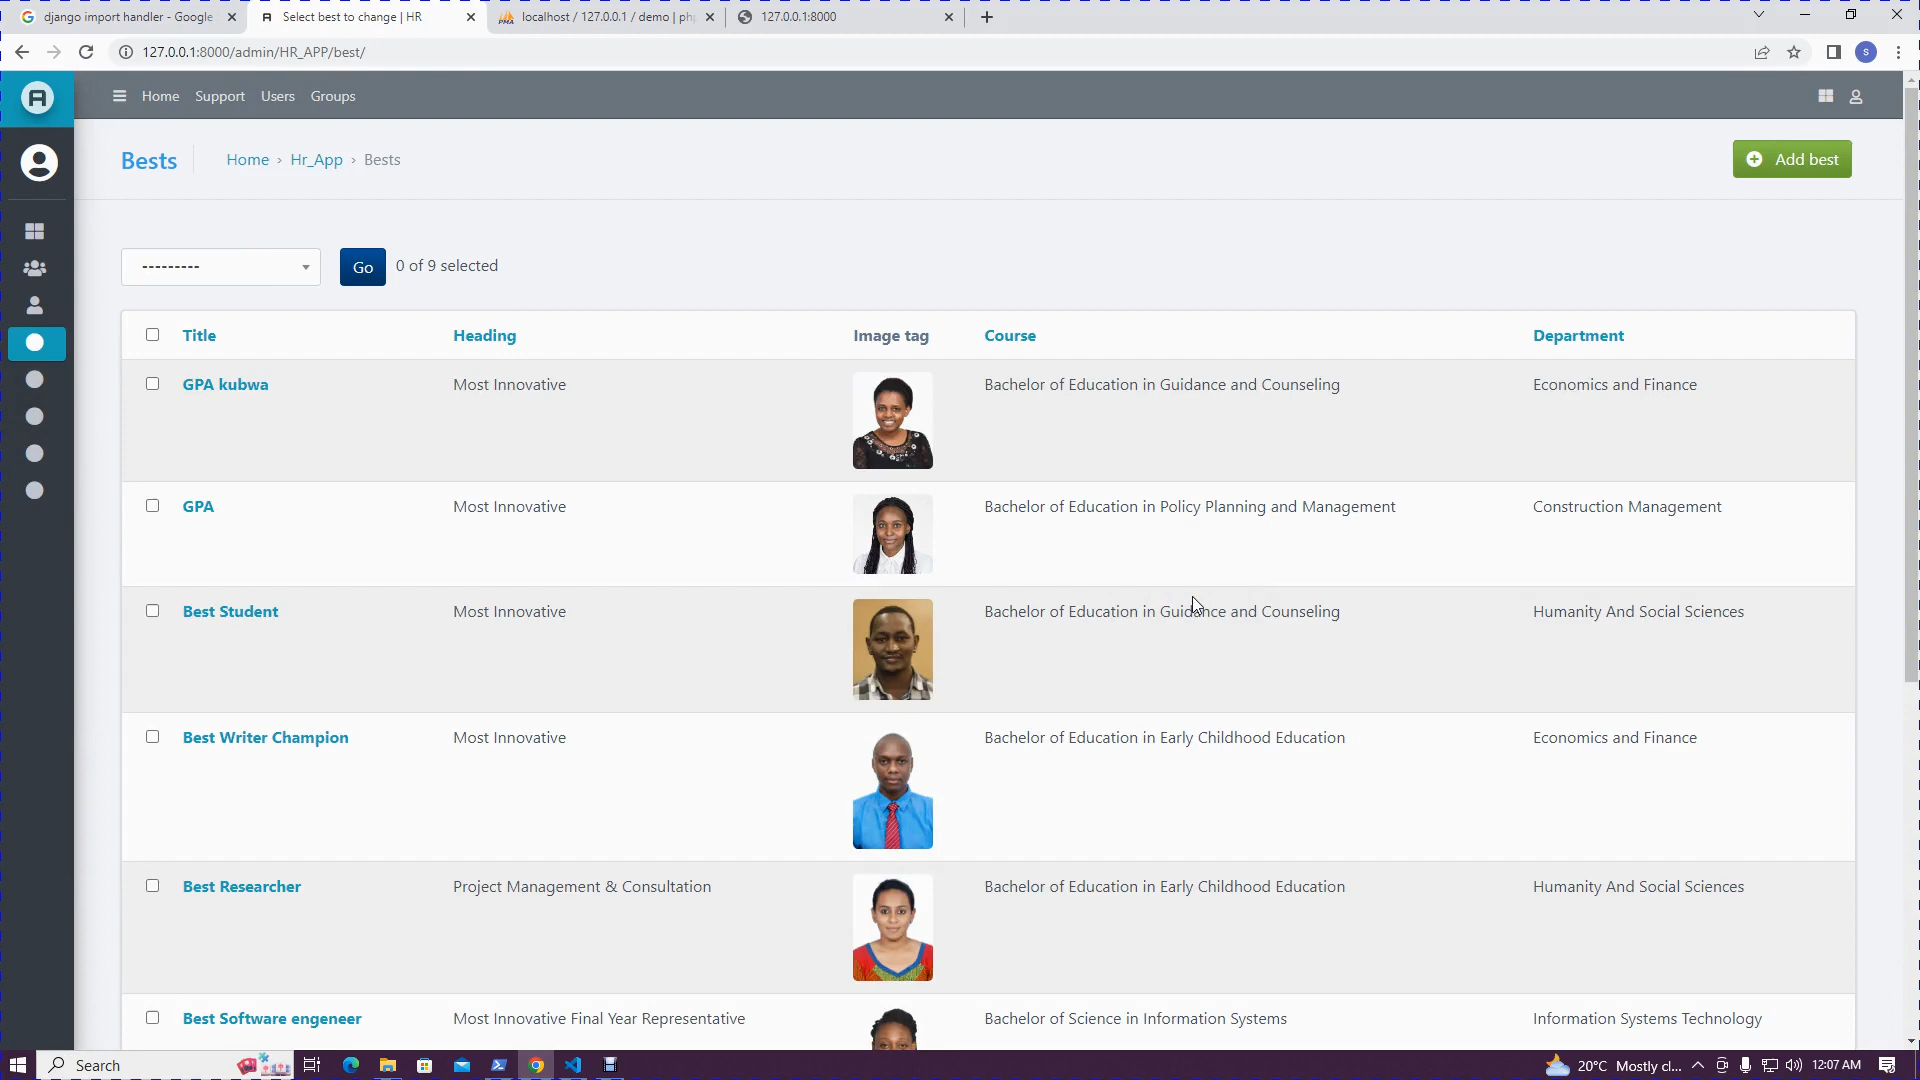 django import handler - Google
Select best to change | HR
localhost / 127.0.0.1 / demo | ph
127.0.0.1:8000
127.0.0.1:8000/admin/HR_APP/best/
S
A
Home Support Users Groups
Bests
Home › Hr_App › Bests
Add best
---------
Go
0 of 9 selected
Title Heading Image tag Course Department
GPA kubwa Most Innovative Bachelor of Education in Guidance and Counseling Economics and Finance
GPA Most Innovative Bachelor of Education in Policy Planning and Management Construction Management
Best Student Most Innovative Bachelor of Education in Guidance and Counseling Humanity And Social Sciences
Best Writer Champion Most Innovative Bachelor of Education in Early Childhood Education Economics and Finance
Best Researcher Project Management & Consultation Bachelor of Education in Early Childhood Education Humanity And Social Sciences
Best Software engeneer Most Innovative Final Year Representative Bachelor of Science in Information Systems Information Systems Technology
Search
20°C Mostly cl... 12:07 AM